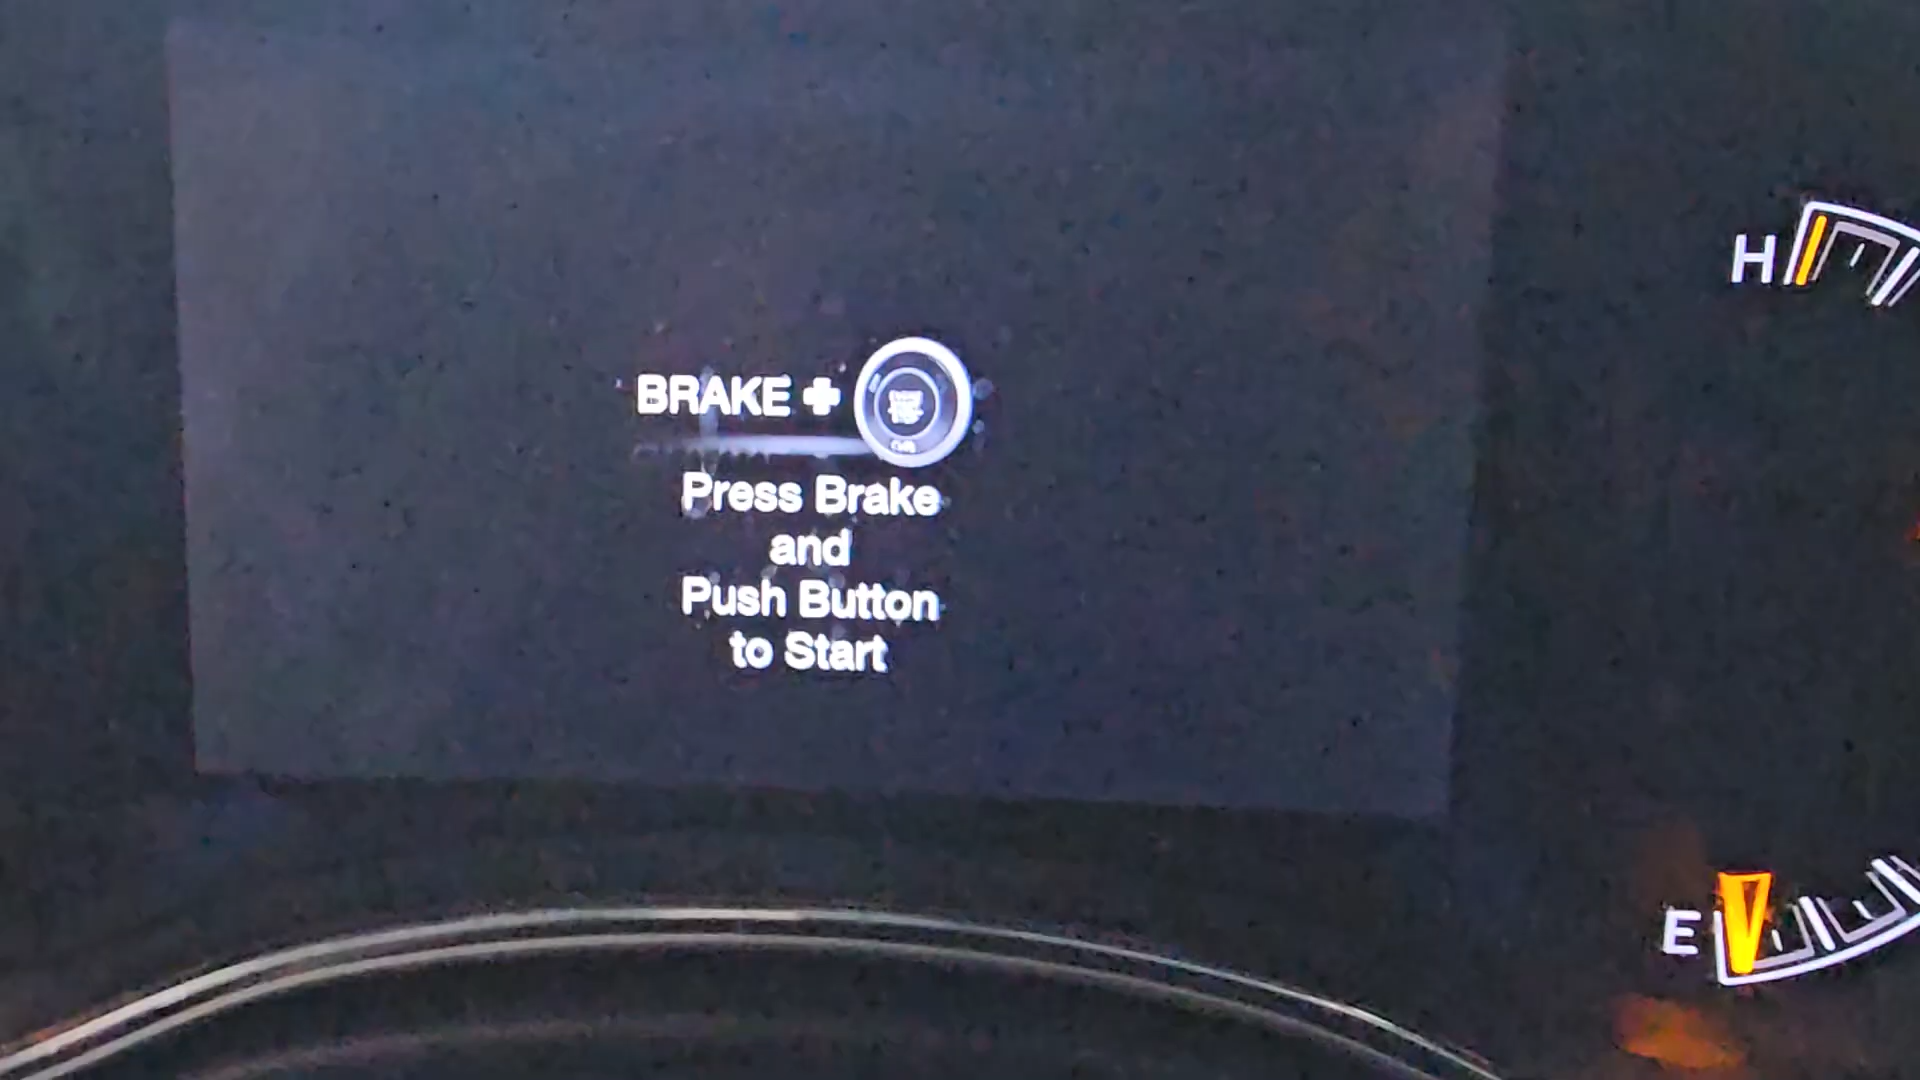 BRAKE +
Press Brake
and
Push Button
to Start
H
E